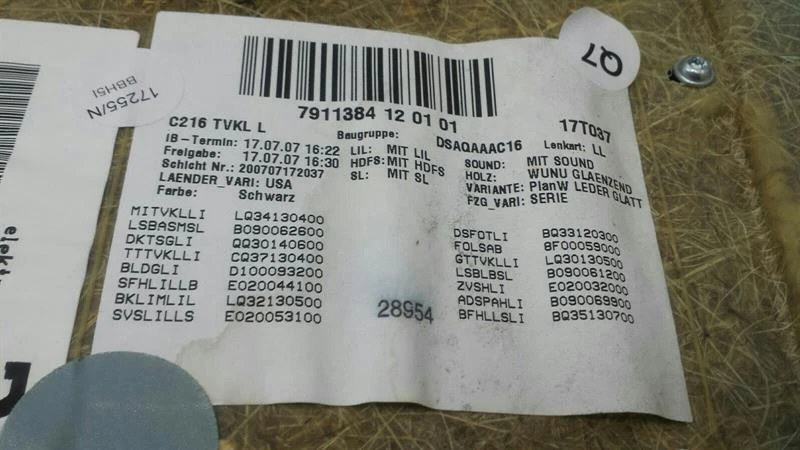 Q7
17255/N
BBH5I
7911384 12 01 01
C216 TVKL L
17T037
IB-Termin: 17.07.07 16:22
Baugruppe: DSAQAAAC16
Lenkart: LL
Freigabe: 17.07.07 16:30
LIL: MIT LIL
SOUND: MIT SOUND
Schicht Nr.: 200707172037
HDFS: MIT HDFS
HOLZ: WUNU GLAENZEND
LAENDER_VARI: USA
SL: MIT SL
VARIANTE: PlanW LEDER GLATT
Farbe: Schwarz
FZG_VARI: SERIE
MITVKLLI LQ34130400
LSBASMSL B090062600
DSFOTLI BQ33120300
DKTSGLI QQ30140600
FOLSAB BF00059000
TTTVKLLI CQ37130400
GTTVKLLI LQ30130500
BLDGLI D100093200
LSBLBSL B090061200
SFHLILLB E020044100
ZVSHLI E020032000
BKLIMLIL LQ32130500
ADSPAHLI B090069900
SVSLILLS E020053100
BFHLLSLI BQ35130700
28954